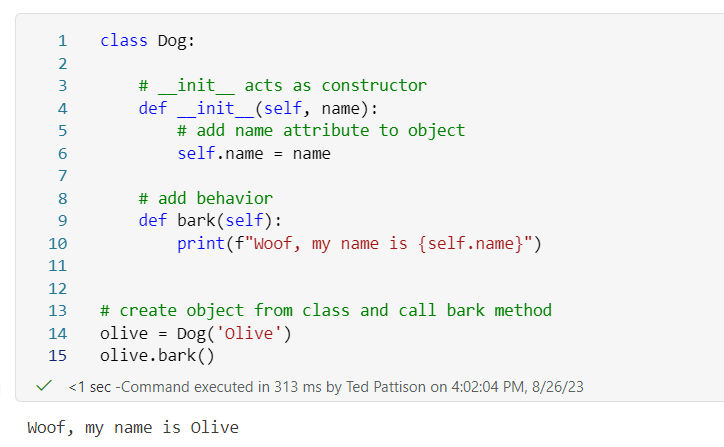 1 class Dog:
2
3 # __init__ acts as constructor
4 def __init__(self, name):
5 # add name attribute to object
6 self.name = name
7
8 # add behavior
9 def bark(self):
10 print(f"Woof, my name is {self.name}")
11
12
13 # create object from class and call bark method
14 olive = Dog('Olive')
15 olive.bark()
<1 sec -Command executed in 313 ms by Ted Pattison on 4:02:04 PM, 8/26/23
Woof, my name is Olive